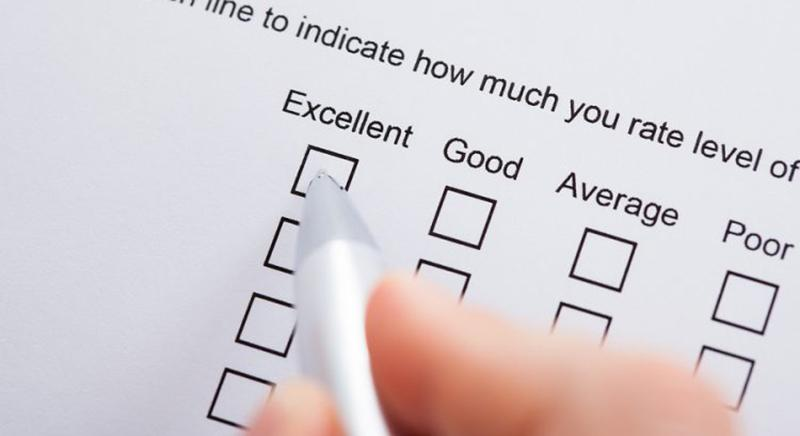 line to indicate how much you rate level of
Excellent Good Average Poor